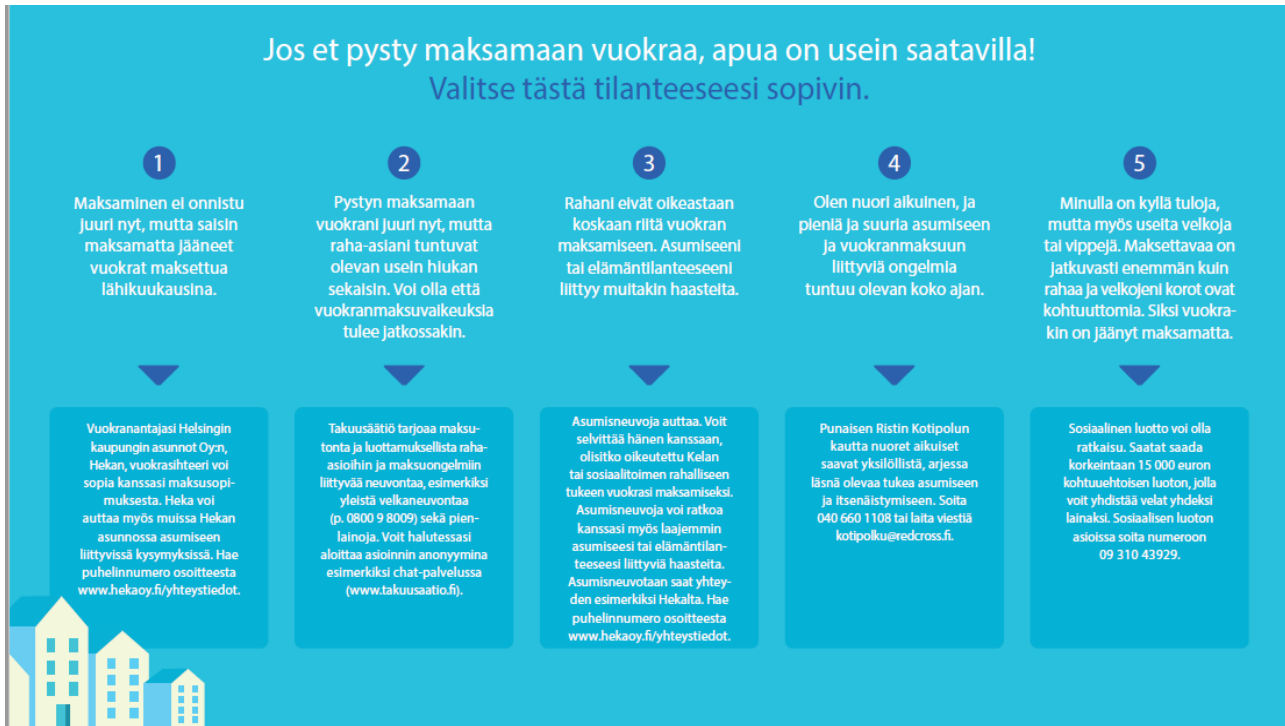 Jos et pysty maksamaan vuokraa, apua on usein saatavilla!
Valitse tästä tilanteeseesi sopivin.
1
Maksaminen ei onnistu
juuri nyt, mutta saisin
maksamatta jääneet
vuokrat maksettua
lähikuukausina.
Vuokranantajasi Helsingin
kaupungin asunnot Oy:n,
Hekan, vuokrasihteeri voi
sopia kanssasi maksusopi-
muksesta. Heka voi
auttaa myös muissa Hekan
asunnossa asumiseen
liittyvissä kysymyksissä. Hae
puhelinnumero osoitteesta
www.hekaoy.fi/yhteystiedot.
2
Pystyn maksamaan
vuokrani juuri nyt, mutta
raha-asiani tuntuvat
olevan usein hiukan
sekaisin. Voi olla että
vuokranmaksuvaikeuksia
tulee jatkossakin.
Takuusäätiö tarjoaa maksu-
tonta ja luottamuksellista raha-
asioihin ja maksuongelmiin
liittyvää neuvontaa, esimerkiksi
yleistä velkaneuvontaa
(p. 0800 9 8009) sekä pien-
lainoja. Voit halutessasi
aloittaa asioinnin anonyymina
esimerkiksi chat-palvelussa
(www.takuusaatio.fi).
3
Rahani eivät oikeastaan
koskaan riitä vuokran
maksamiseen. Asumiseeni
tai elämäntilanteeseeni
liittyy muitakin haasteita.
Asumisneuvoja auttaa. Voit
selvittää hänen kanssaan,
olisitko oikeutettu Kelan
tai sosiaalitoimen rahalliseen
tukeen vuokrasi maksamiseksi.
Asumisneuvoja voi ratkoa
kanssasi myös laajemmin
asumiseesi tai elämäntilan-
teeseesi liittyviä haasteita.
Asumisneuvotaan saat yhtey-
den esimerkiksi Hekalta. Hae
puhelinnumero osoitteesta
www.hekaoy.fi/yhteystiedot.
4
Olen nuori aikuinen, ja
pieniä ja suuria asumiseen
ja vuokranmaksuun
liittyviä ongelmia
tuntuu olevan koko ajan.
Punaisen Ristin Kotipolun
kautta nuoret aikuiset
saavat yksilöllistä, arjessa
läsnä olevaa tukea asumiseen
ja itsenäistymiseen. Soita
040 660 1108 tai laita viestiä
kotipolku@redcross.fi.
5
Minulla on kyllä tuloja,
mutta myös useita velkoja
tai vippejä. Maksettavaa on
jatkuvasti enemmän kuin
rahaa ja velkojeni korot ovat
kohtuuttomia. Siksi vuokra-
kin on jäänyt maksamatta.
Sosiaalinen luotto voi olla
ratkaisu. Saatat saada
korkeintaan 15 000 euron
kohtuuehtoisen luoton, jolla
voit yhdistää velat yhdeksi
lainaksi. Sosiaalisen luoton
asioissa soita numeroon
09 310 43929.